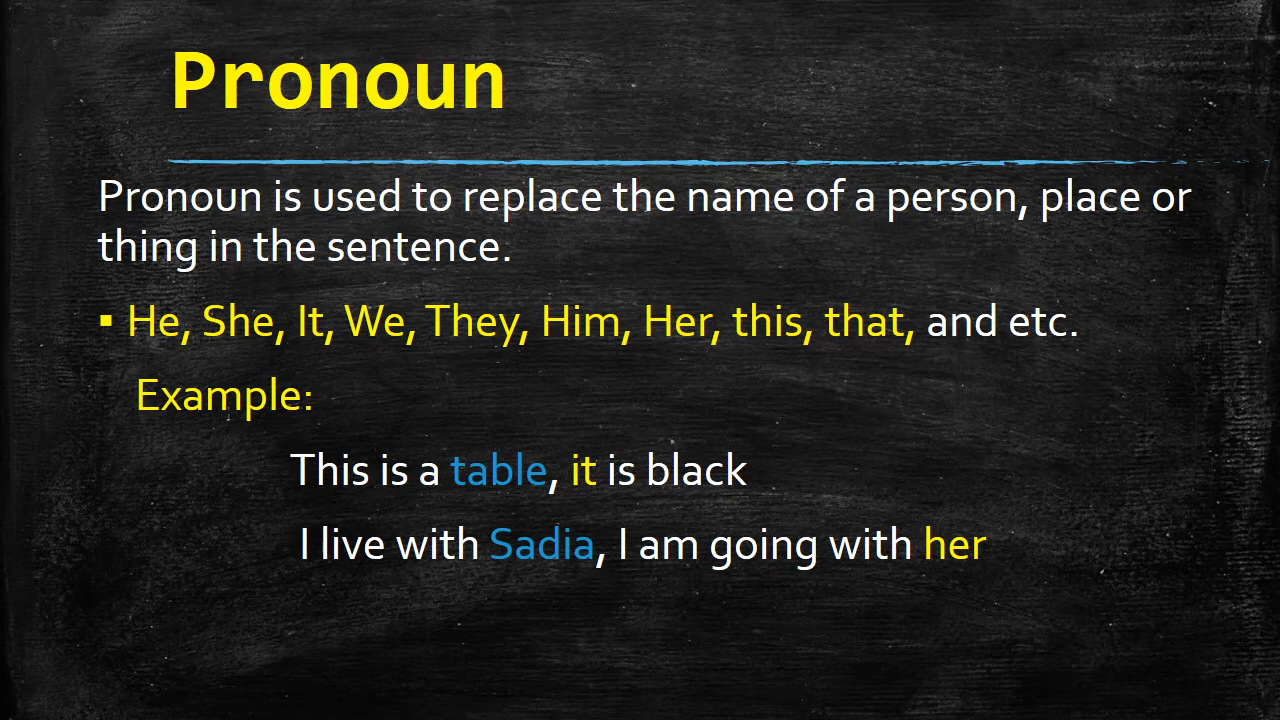 Pronoun
Pronoun is used to replace the name of a person, place or
thing in the sentence.
▪ He, She, It, We, They, Him, Her, this, that, and etc.
Example:
This is a table, it is black
I live with Sadia, I am going with her